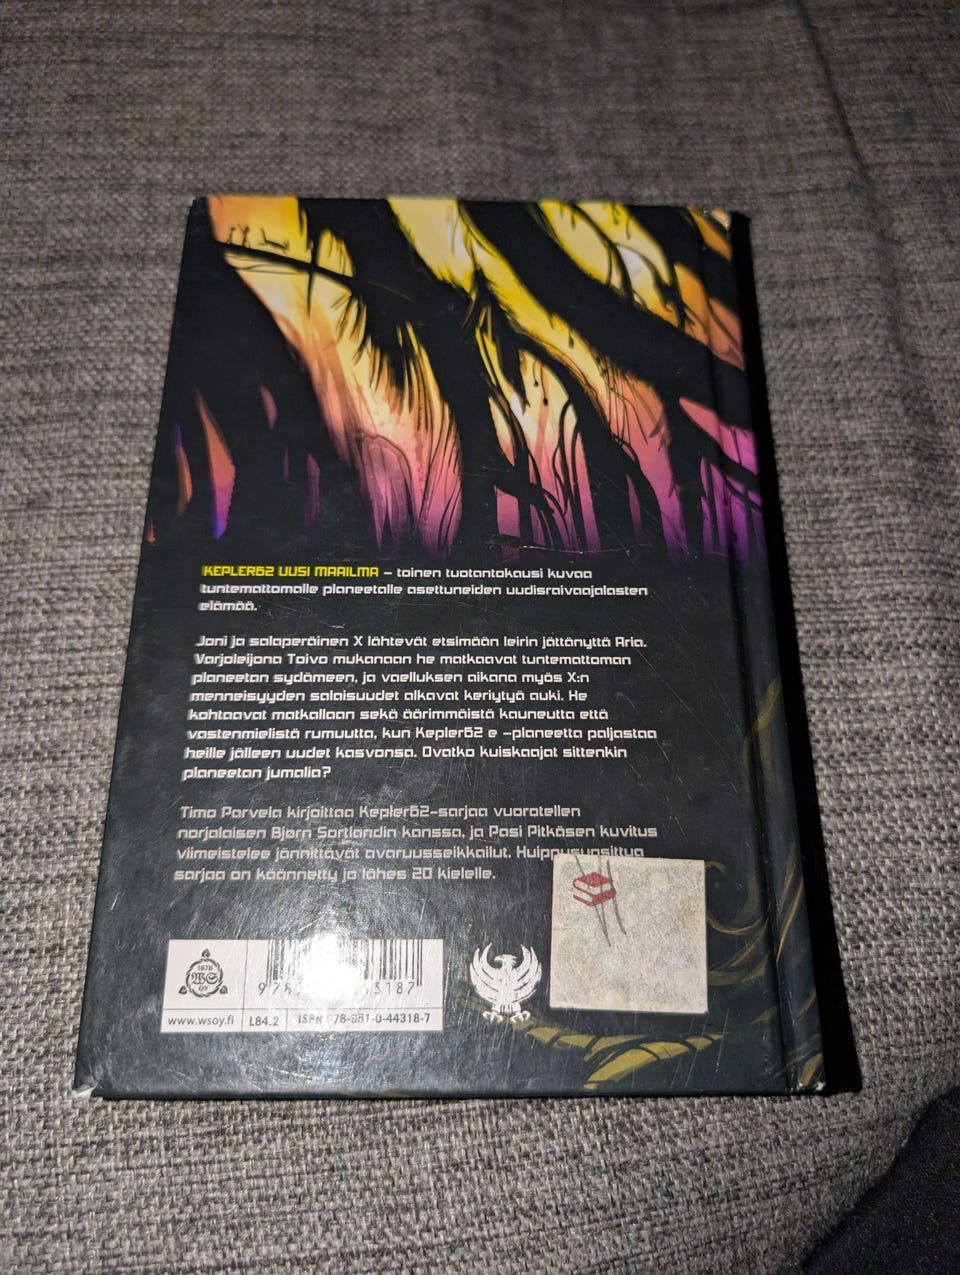 KEPLER62 UUSI MAAILMA – toinen tuotantokausi kuvaa
tuntemattomalle planeetalle asettuneiden uudisraivaajalasten
elämää.
Joni ja salaperäinen X lähtevät etsimään leirin jättänyttä Aria.
Varjoleijona Toivo mukanaan he matkaavat tuntemattoman
planeetan sydämeen, ja vaelluksen aikana myös X:n
menneisyyden salaisuudet alkavat keriytyä auki. He
kohtaavat matkallaan sekä äärimmäistä kauneutta että
vastenmielistä rumuutta, kun Kepler62 e -planeetta paljastaa
heille jälleen uudet kasvonsa. Ovatko kuiskaajat sittenkin
planeetan jumalia?
Timo Parvela kirjoittaa Kepler62-sarjaa vuorotellen
norjalaisen Bjørn Sortlandin kanssa, ja Pasi Pitkäsen kuvitus
viimeistelee jännittävät avaruusseikkailut. Huippusuosittua
sarjaa on käännetty jo lähes 20 kielelle.
1878
WS
OY
www.wsoy.fi
L84.2
ISBN 978-951-0-44318-7